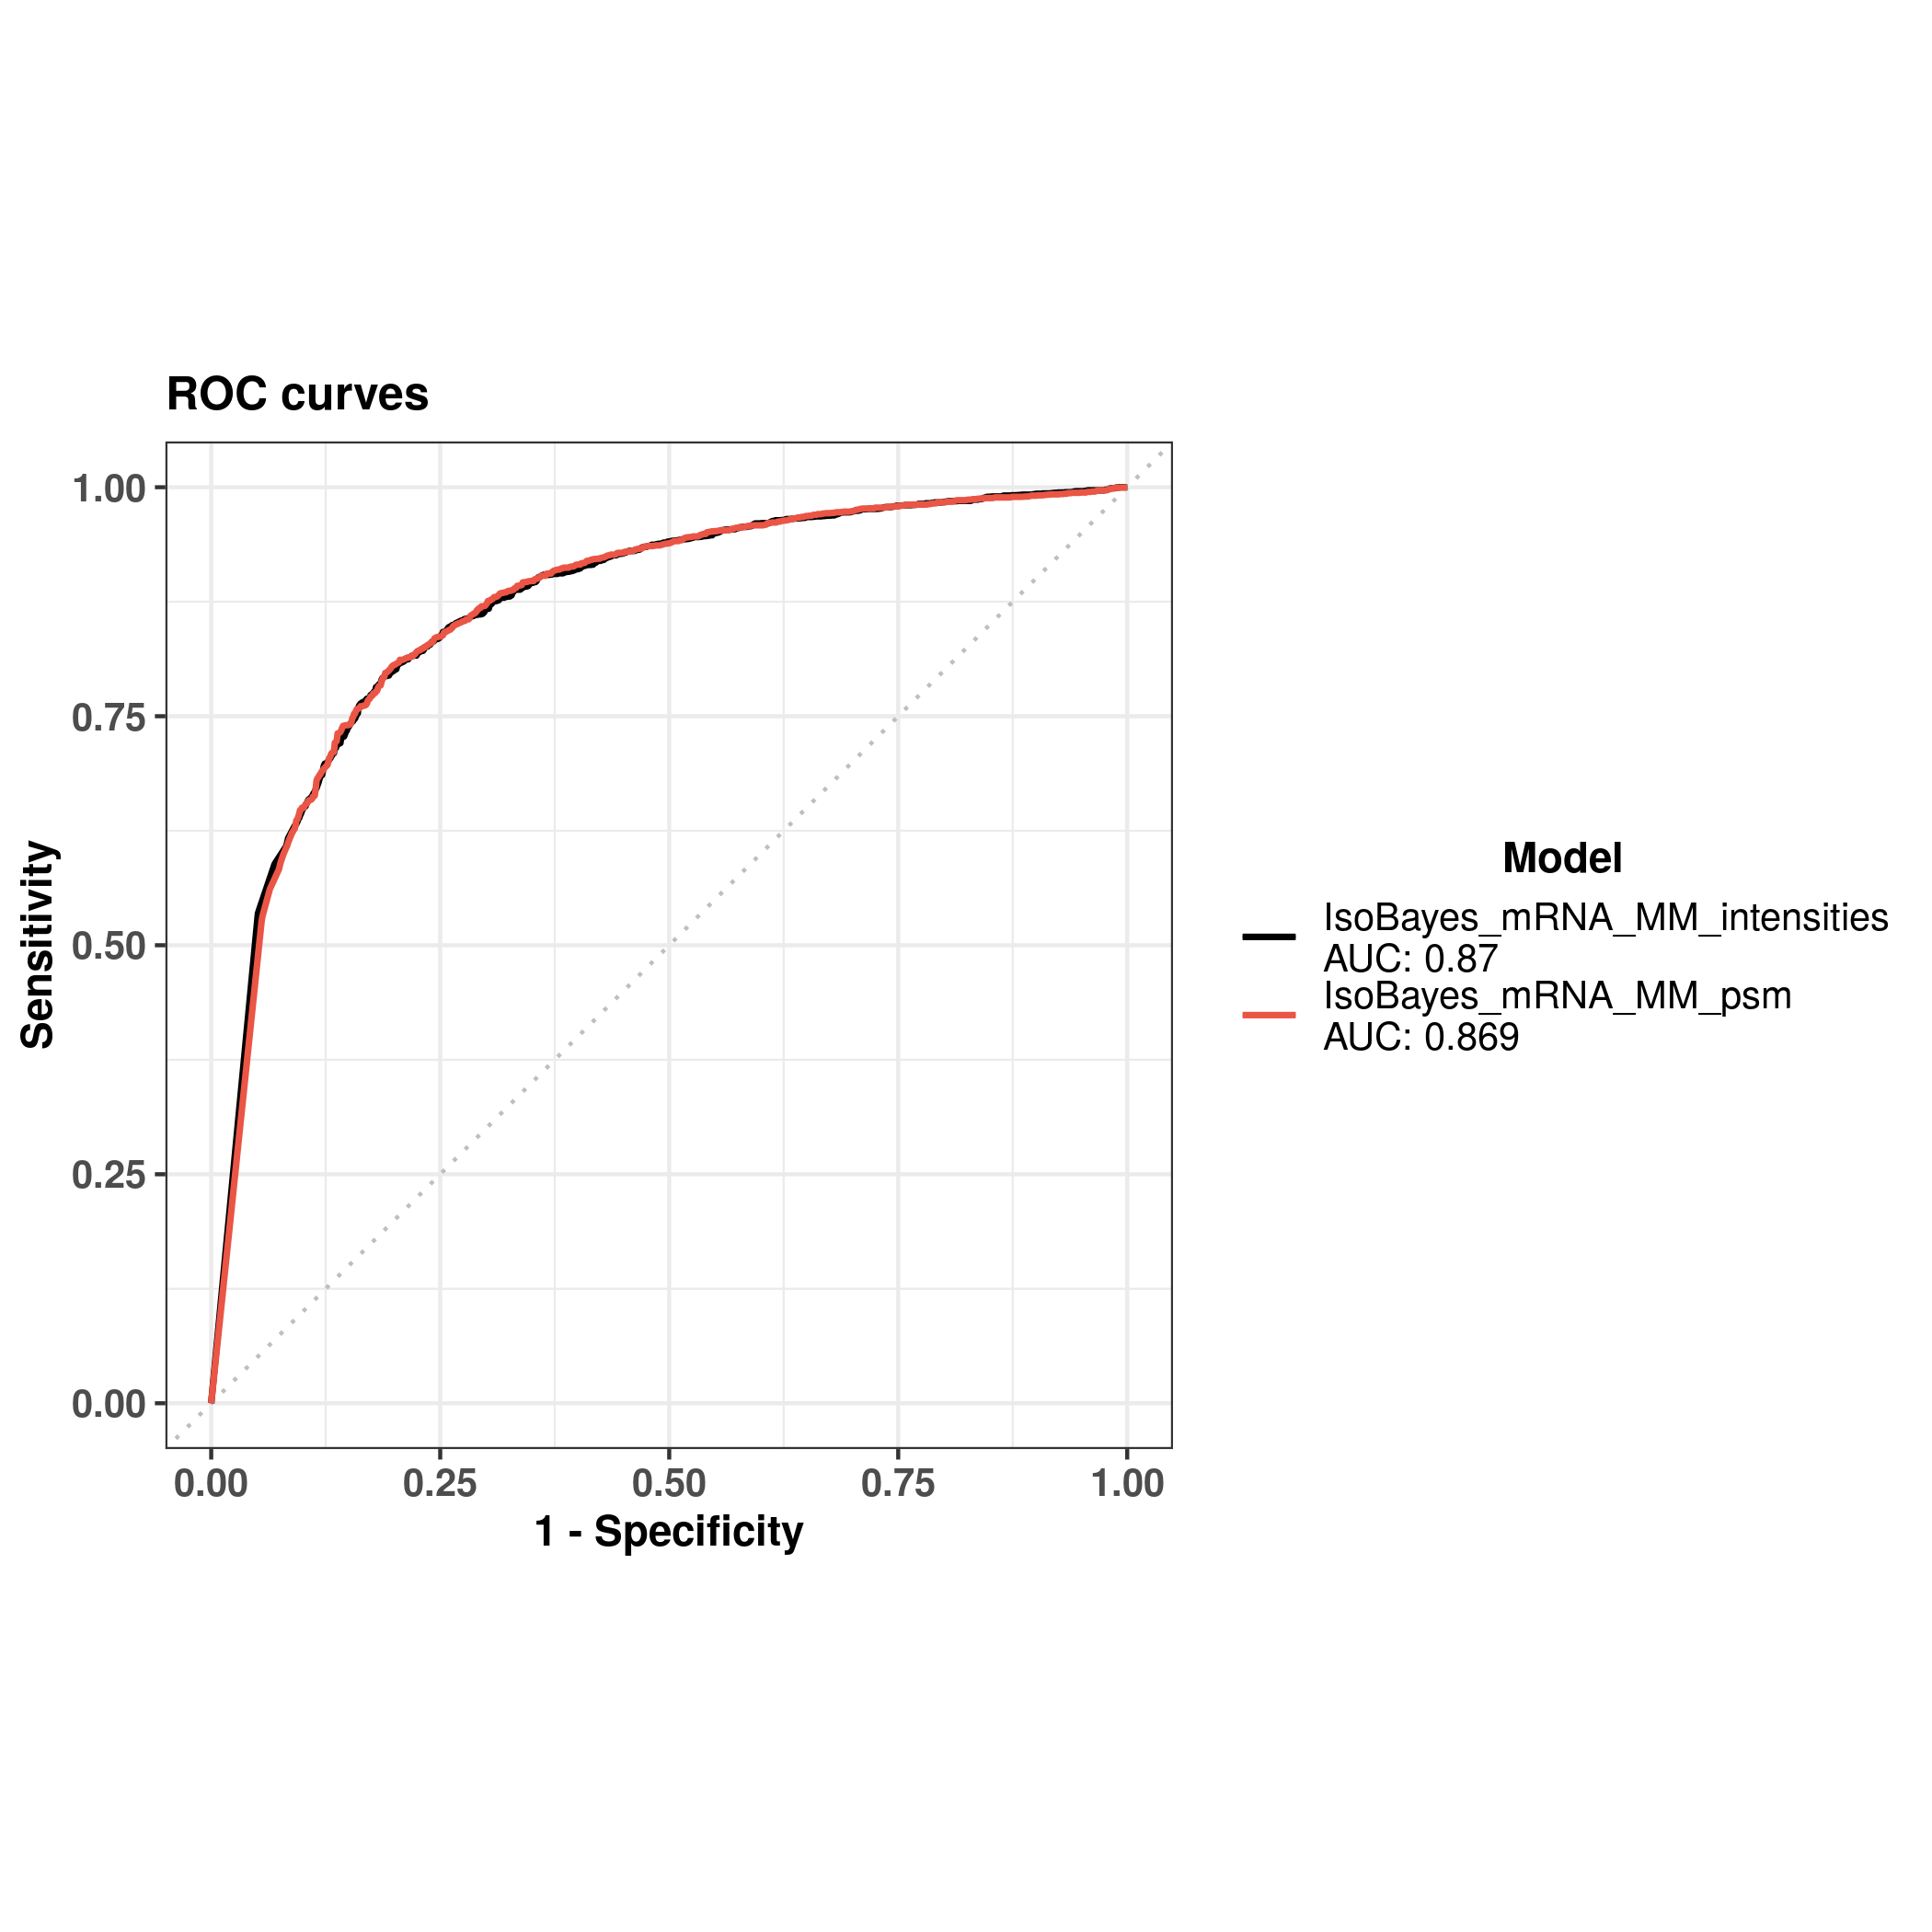 ROC curves
1.00
0.75
0.50
0.25
0.00
Sensitivity
0.00 0.25 0.50 0.75 1.00
1 - Specificity
Model
IsoBayes_mRNA_MM_intensities
AUC: 0.87
IsoBayes_mRNA_MM_psm
AUC: 0.869